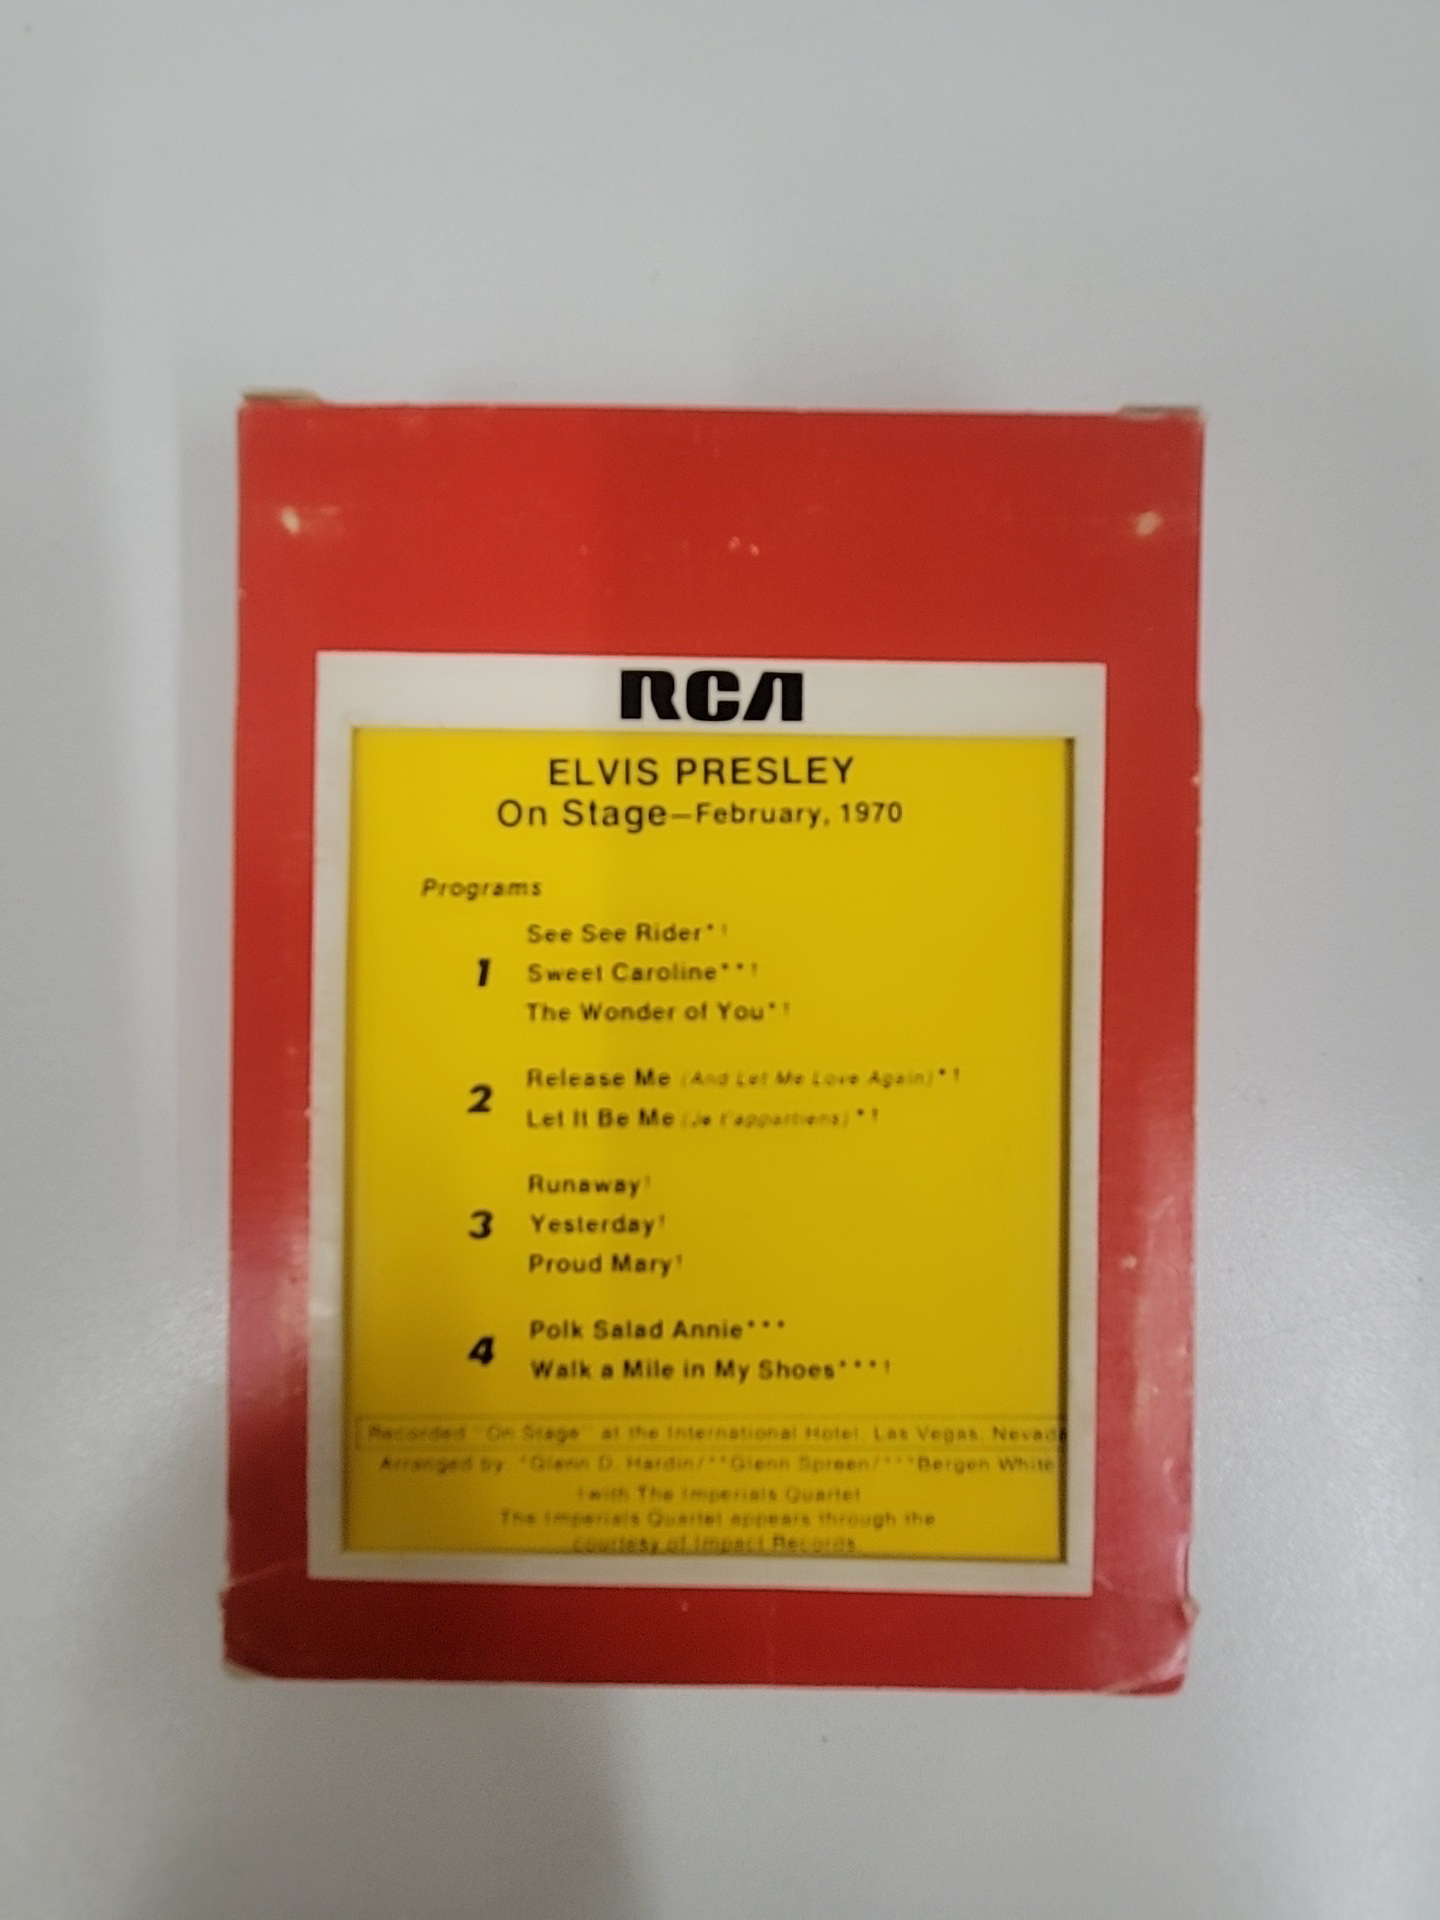 RCA
ELVIS PRESLEY
On Stage—February, 1970
Programs
1
See See Rider*†
Sweet Caroline**†
The Wonder of You*†
2
Release Me (And Let Me Love Again)*†
Let It Be Me (Je t'appartiens)*†
3
Runaway†
Yesterday†
Proud Mary†
4
Polk Salad Annie***
Walk a Mile in My Shoes***†
Recorded "On Stage" at the International Hotel, Las Vegas, Nevada
Arranged by *Glenn D. Hardin/**Glenn Spreen/***Bergen White
†with The Imperials Quartet
The Imperials Quartet appears through the
courtesy of Impact Records